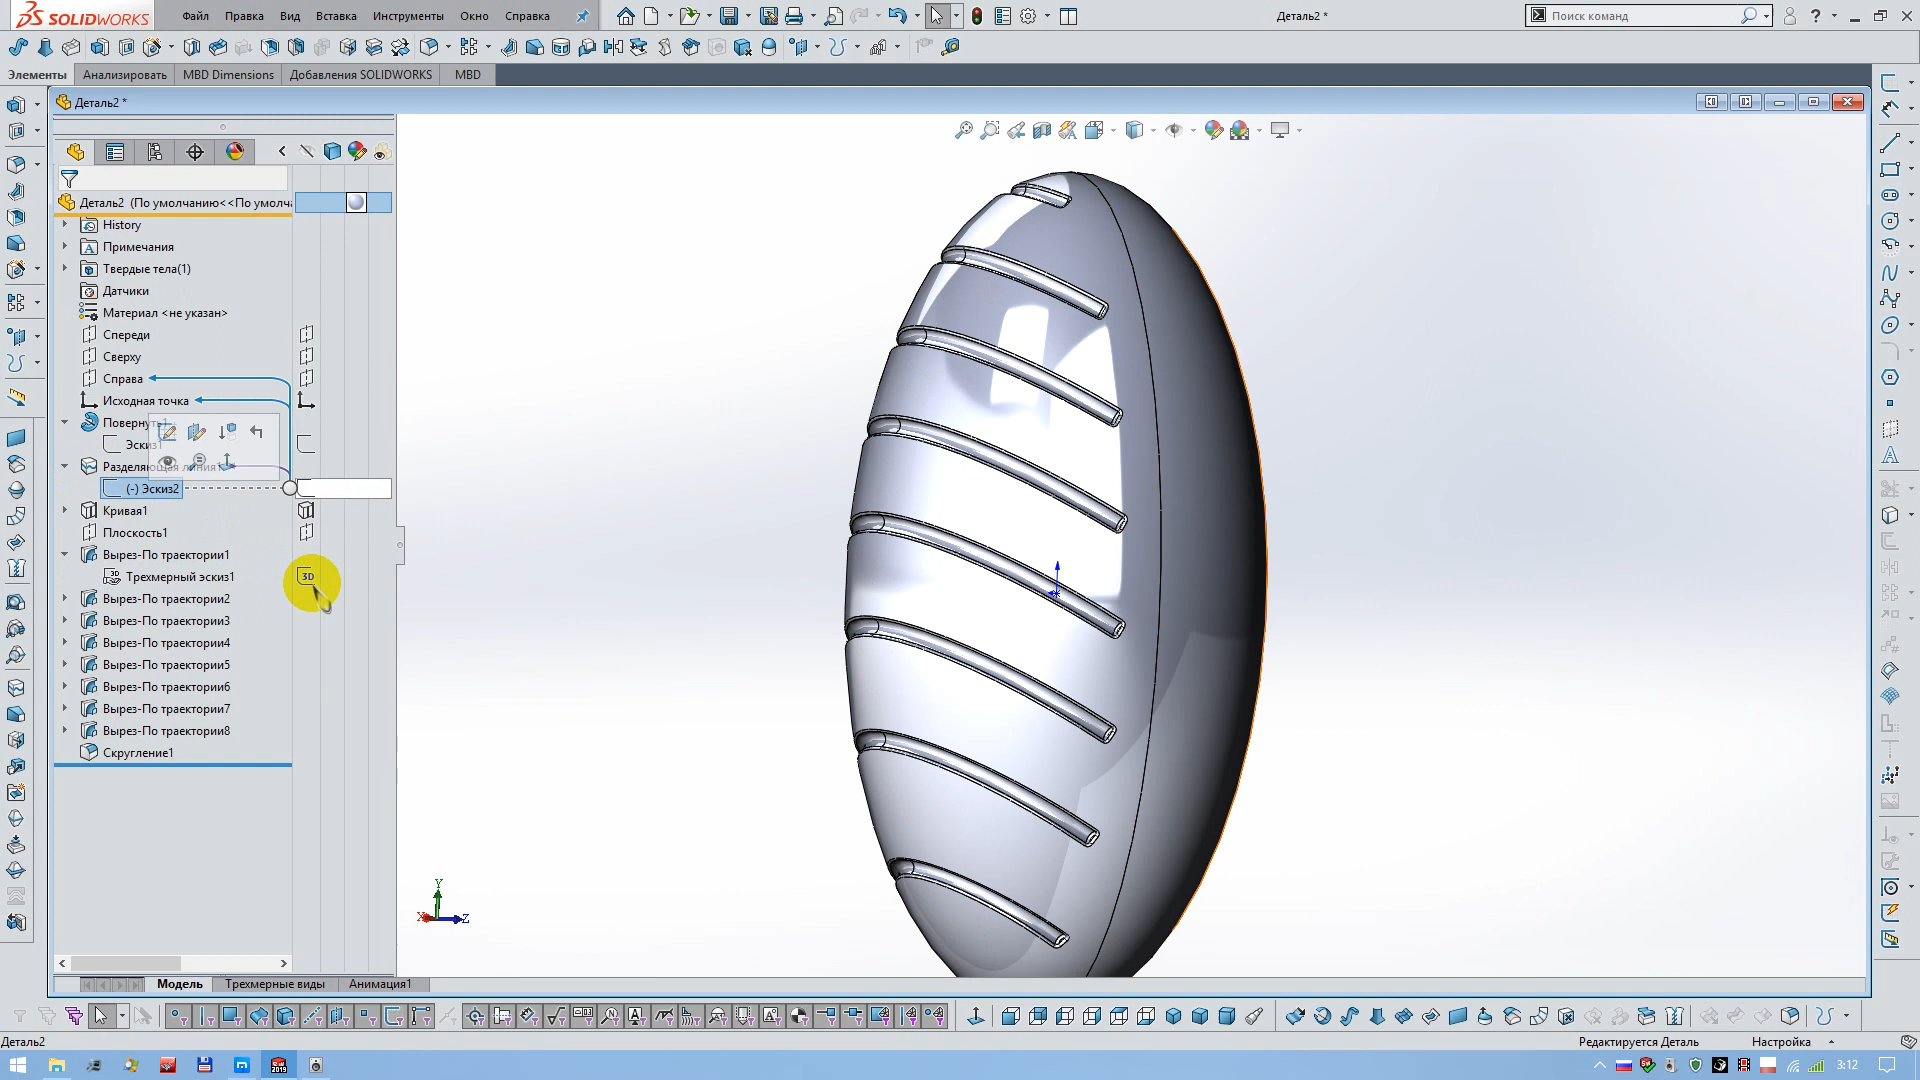 SOLIDWORKS
Файл Правка Вид Вставка Инструменты Окно Справка
Деталь2 *
Поиск команд
Элементы Анализировать MBD Dimensions Добавления SOLIDWORKS MBD
Деталь2 *
Деталь2 (По умолчанию<<По умолча
History
Примечания
Твердые тела(1)
Датчики
Материал <не указан>
Спереди
Сверху
Справа
Исходная точка
Повернуть1
Эскиз1
Разделяющая линия1
(-) Эскиз2
Кривая1
Плоскость1
Вырез-По траектории1
Трехмерный эскиз1
3D
Вырез-По траектории2
Вырез-По траектории3
Вырез-По траектории4
Вырез-По траектории5
Вырез-По траектории6
Вырез-По траектории7
Вырез-По траектории8
Скругление1
Y
X
Z
Модель Трехмерные виды Анимация1
Деталь2
Редактируется Деталь
Настройка
3:12